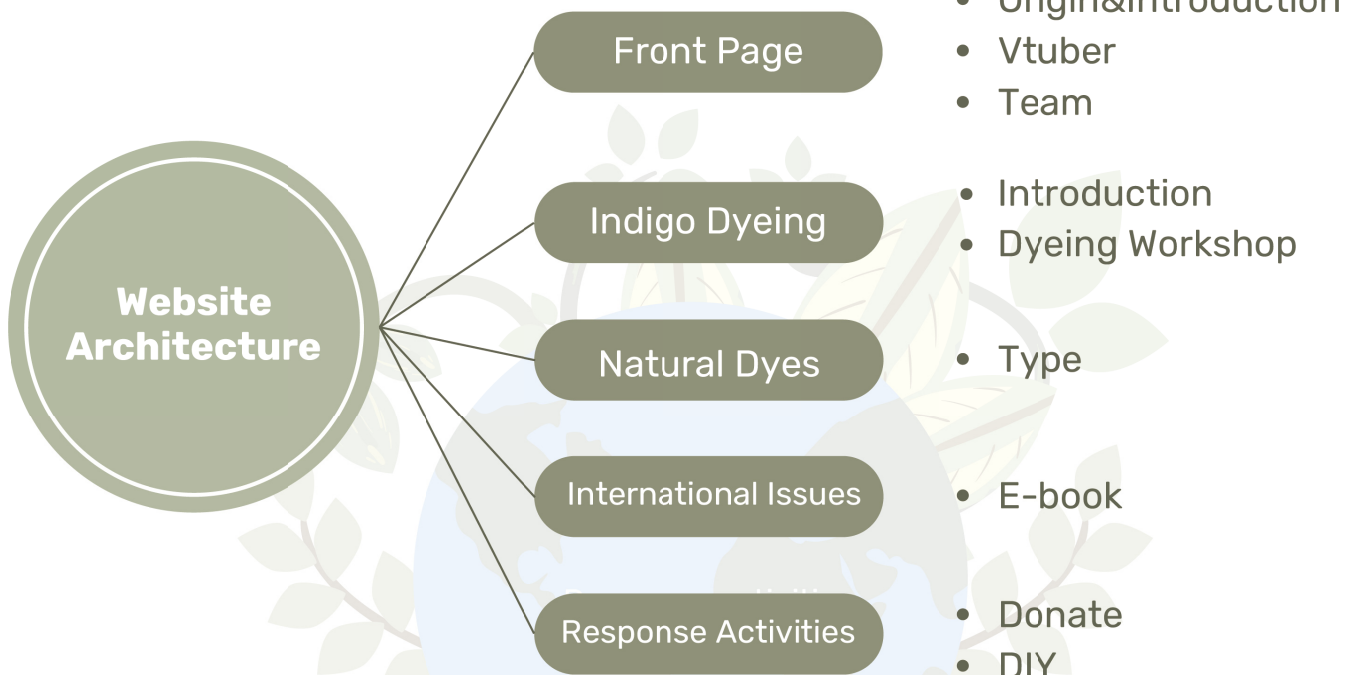 Origin&Introduction
Front Page
Vtuber
Team
Indigo Dyeing
Introduction
Dyeing Workshop
Website
Architecture
Natural Dyes
Type
International Issues
E-book
Response Activities
Donate
DIY